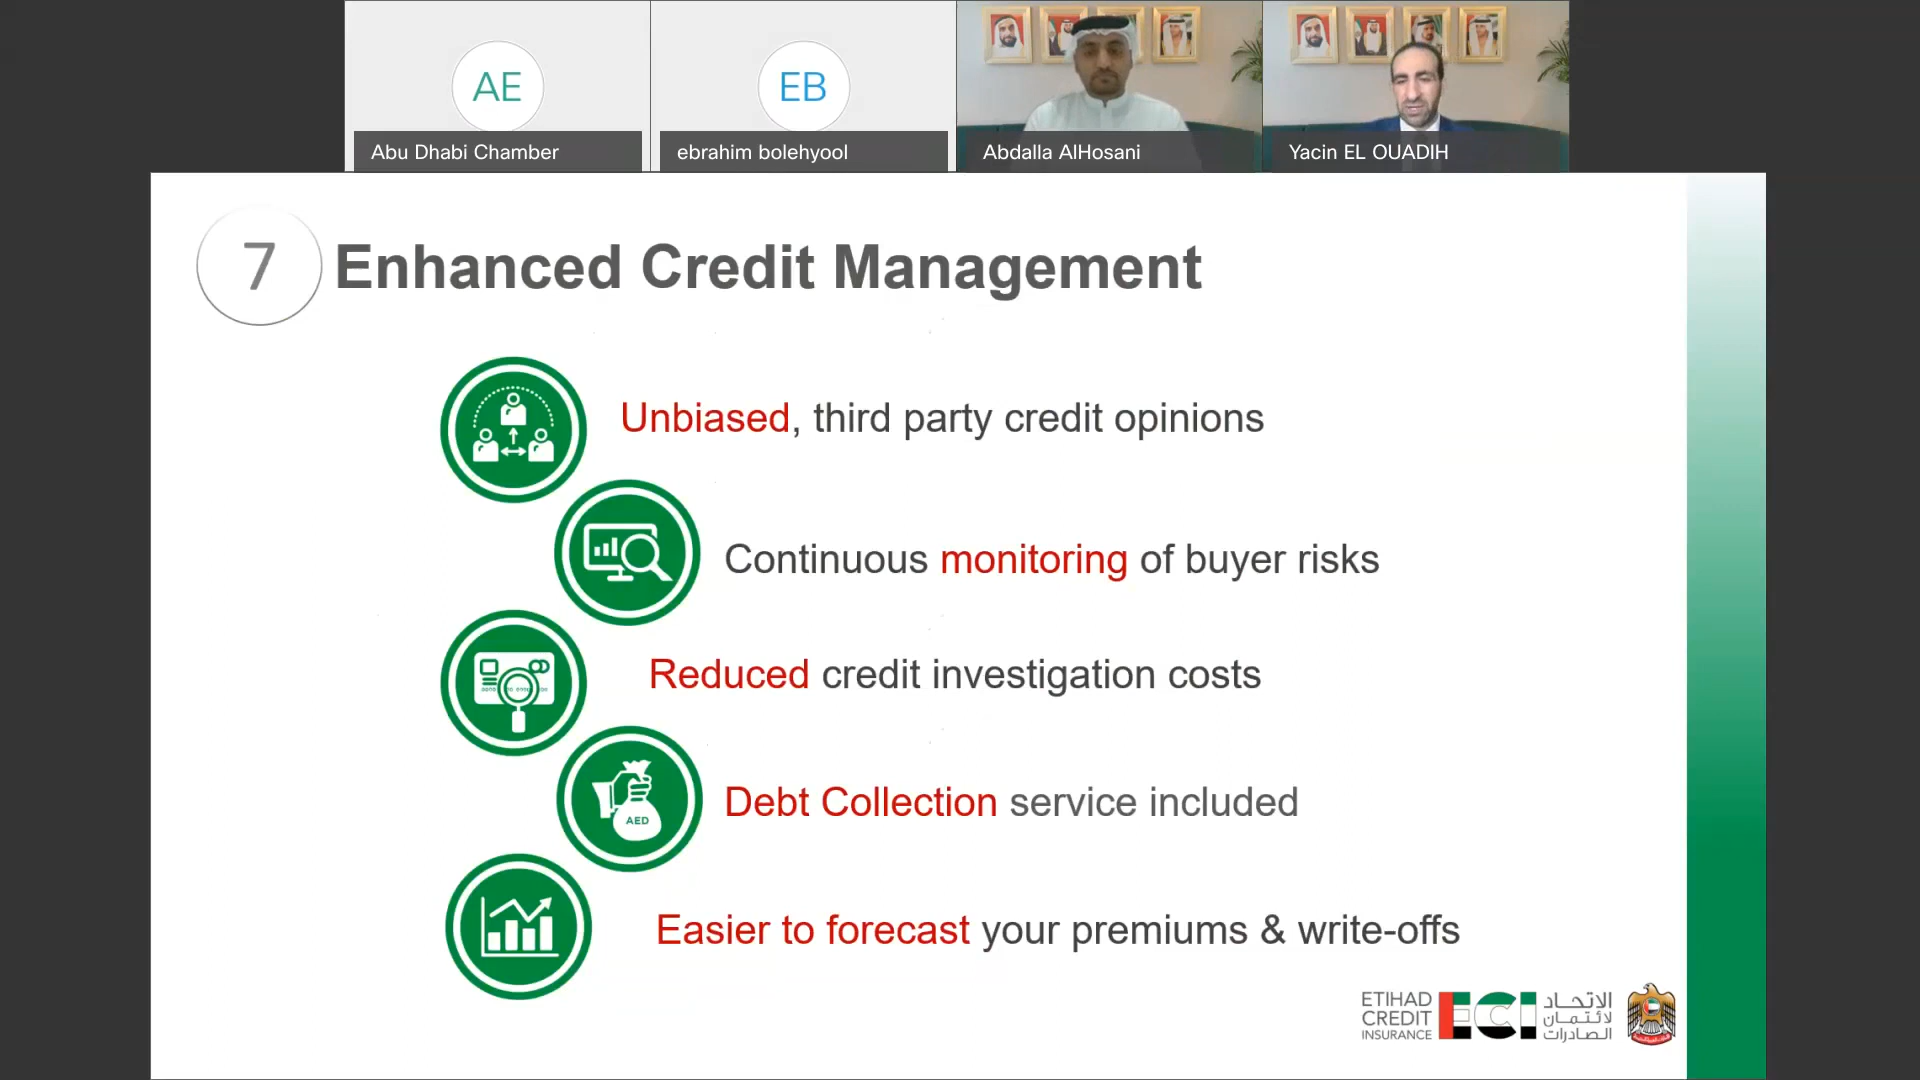 AE
EB
Abu Dhabi Chamber
ebrahim bolehyool
Abdalla AlHosani
Yacin EL OUADIH
7
Enhanced Credit Management
Unbiased, third party credit opinions
Continuous monitoring of buyer risks
Reduced credit investigation costs
AED
Debt Collection service included
Easier to forecast your premiums & write-offs
ETIHAD
CREDIT
INSURANCE
ECI
الاتحاد
لائتمان
الصادرات